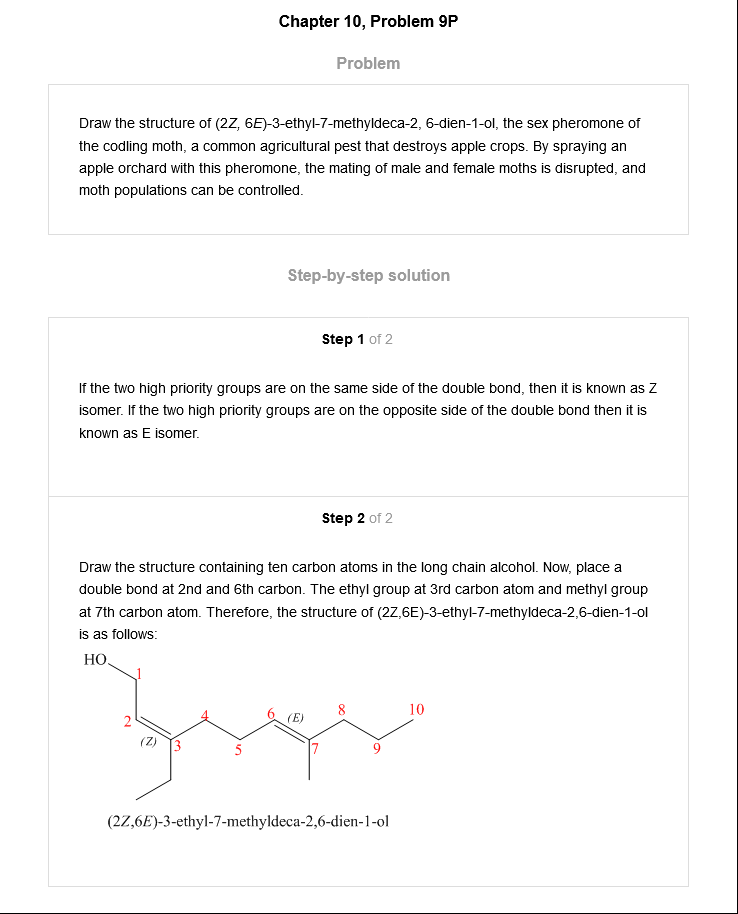 Chapter 10, Problem 9P
Problem
Draw the structure of (2Z, 6E)-3-ethyl-7-methyldeca-2, 6-dien-1-ol, the sex pheromone of
the codling moth, a common agricultural pest that destroys apple crops. By spraying an
apple orchard with this pheromone, the mating of male and female moths is disrupted, and
moth populations can be controlled.
Step-by-step solution
Step 1 of 2
If the two high priority groups are on the same side of the double bond, then it is known as Z
isomer. If the two high priority groups are on the opposite side of the double bond then it is
known as E isomer.
Step 2 of 2
Draw the structure containing ten carbon atoms in the long chain alcohol. Now, place a
double bond at 2nd and 6th carbon. The ethyl group at 3rd carbon atom and methyl group
at 7th carbon atom. Therefore, the structure of (2Z,6E)-3-ethyl-7-methyldeca-2,6-dien-1-ol
is as follows:
HO
1
2
(Z)
3
4
5
6
(E)
7
8
9
10
(2Z,6E)-3-ethyl-7-methyldeca-2,6-dien-1-ol